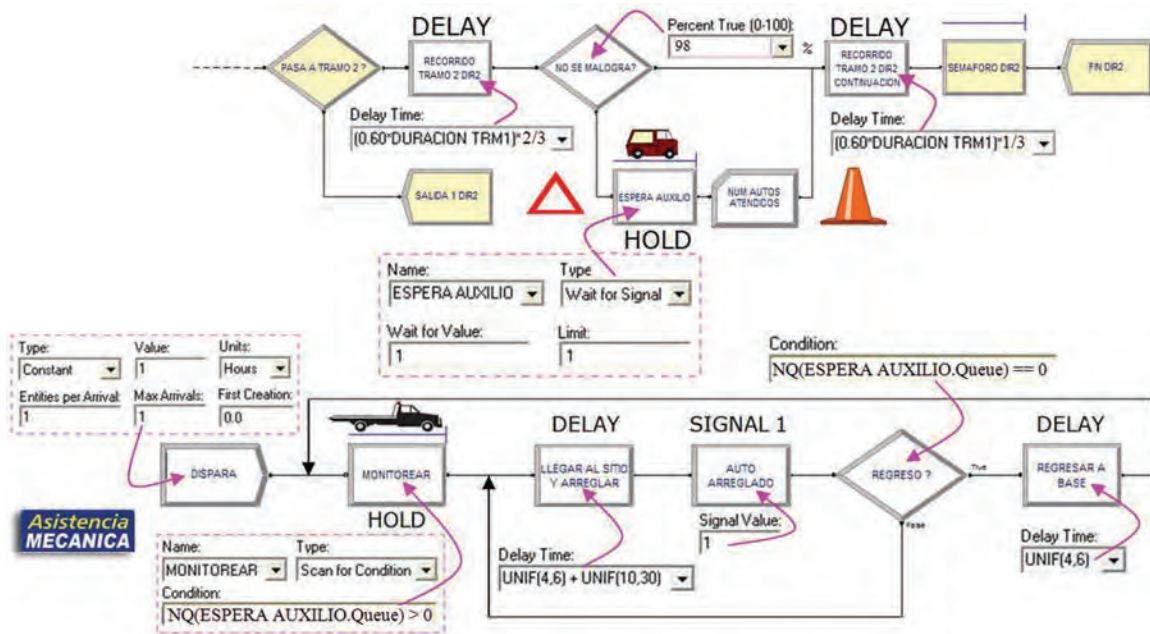 DELAY
Percent True (0-100):
98
%
DELAY
PASA A TRAMO 2 ?
RECORRIDO
TRAMO 2 DIR2
NO SE MALOGRA?
RECORRIDO
TRAMO 2 DIR2
CONTINUACION
SEMAFORO DIR2
FIN DIR2
Delay Time:
(0.60*DURACION TRM1)*2/3
Delay Time:
(0.60*DURACION TRM1)*1/3
SALIDA 1 DIR2
ESPERA AUXILIO
NUM AUTOS
ATENDICOS
HOLD
Name:
ESPERA AUXILIO
Type
Wait for Signal
Wait for Value:
1
Limit:
1
Type:
Constant
Value:
1
Units:
Hours
Entities per Arrival:
1
Max Arrivals:
1
First Creation:
0.0
Condition:
NQ(ESPERA AUXILIO.Queue) == 0
DELAY
SIGNAL 1
DELAY
DISPARA
MONITOREAR
LLEGAR AL SITIO
Y ARREGLAR
AUTO
ARREGLADO
REGRESO ?
True
False
REGRESAR A
BASE
HOLD
Asistencia
MECANICA
Name:
MONITOREAR
Type:
Scan for Condition
Condition:
NQ(ESPERA AUXILIO.Queue) > 0
Delay Time:
UNIF(4,6) + UNIF(10,30)
Signal Value:
1
Delay Time:
UNIF(4,6)